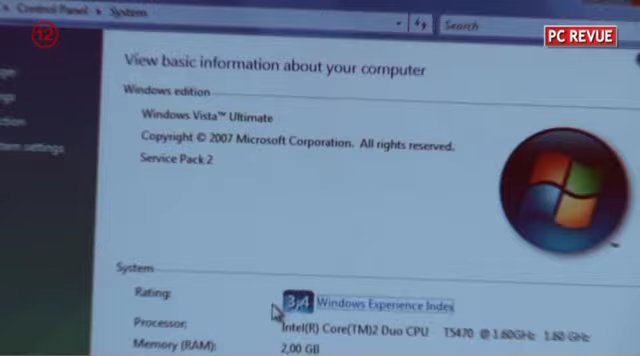 Control Panel ▸ System
Search
12
PC REVUE
View basic information about your computer
Windows edition
Windows Vista™ Ultimate
Copyright © 2007 Microsoft Corporation. All rights reserved.
Service Pack 2
settings
System
Rating:
3,4 Windows Experience Index
Processor:
Intel(R) Core(TM)2 Duo CPU T5470 @ 1.60GHz 1.60 GHz
Memory (RAM):
2,00 GB